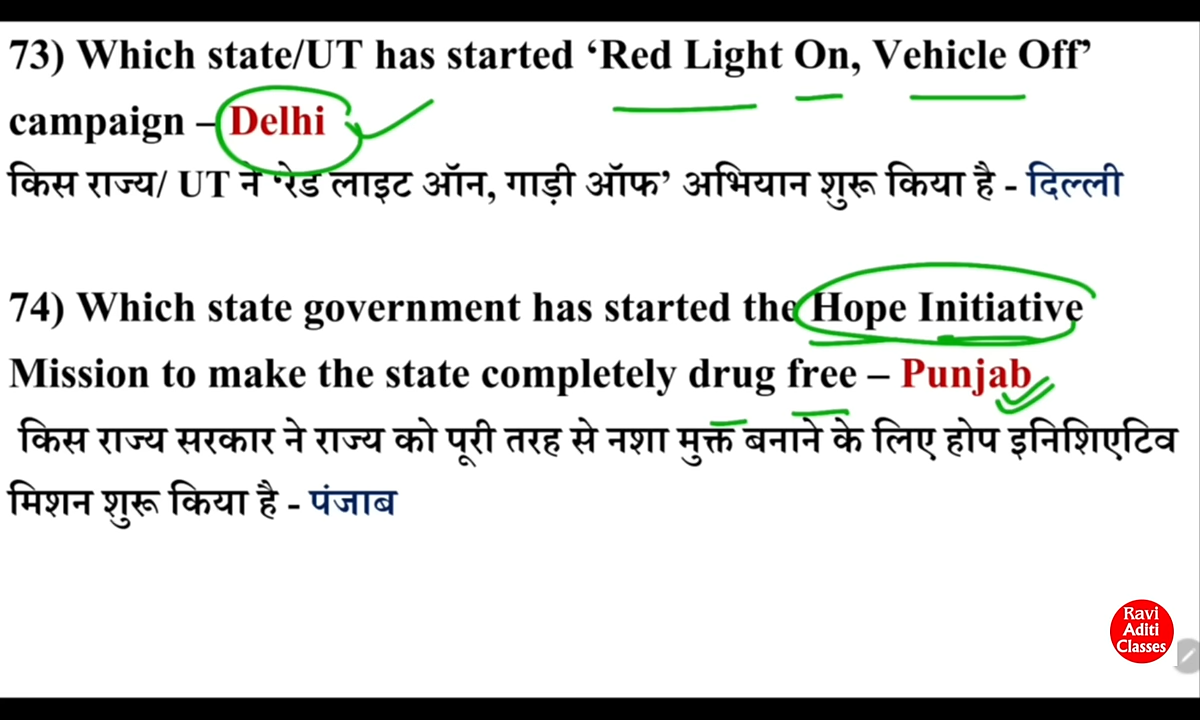 73) Which state/UT has started ‘Red Light On, Vehicle Off’
campaign – Delhi
किस राज्य/ UT ने ‘रेड लाइट ऑन, गाड़ी ऑफ’ अभियान शुरू किया है - दिल्ली
74) Which state government has started the Hope Initiative
Mission to make the state completely drug free – Punjab
किस राज्य सरकार ने राज्य को पूरी तरह से नशा मुक्त बनाने के लिए होप इनिशिएटिव
मिशन शुरू किया है - पंजाब
Ravi
Aditi
Classes